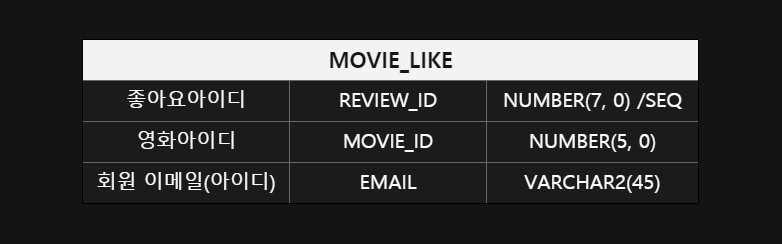 MOVIE_LIKE
좋아요아이디 REVIEW_ID NUMBER(7, 0) /SEQ
영화아이디 MOVIE_ID NUMBER(5, 0)
회원 이메일(아이디) EMAIL VARCHAR2(45)